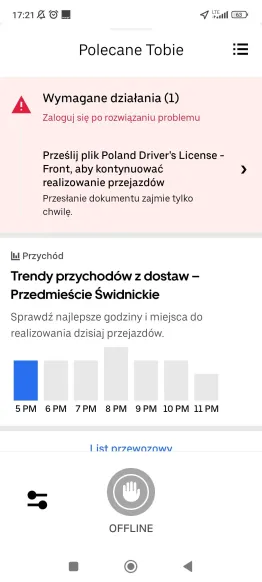 17:21
LTE
63
Polecane Tobie
Wymagane działania (1)
Zaloguj się po rozwiązaniu problemu
Prześlij plik Poland Driver's License -
Front, aby kontynuować
realizowanie przejazdów
Przesłanie dokumentu zajmie tylko
chwilę.
Przychód
Trendy przychodów z dostaw –
Przedmieście Świdnickie
Sprawdź najlepsze godziny i miejsca do
realizowania dzisiaj przejazdów.
5 PM 6 PM 7 PM 8 PM 9 PM 10 PM 11 PM
List przewozowy
OFFLINE